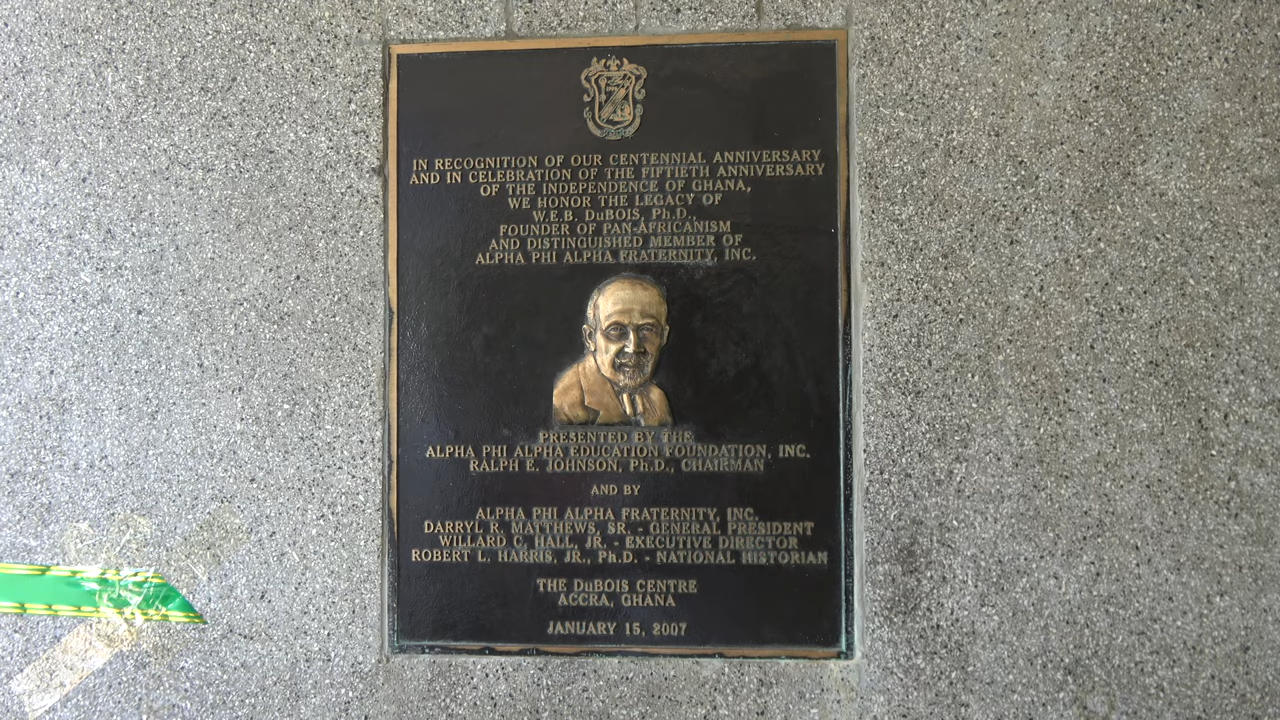 IN RECOGNITION OF OUR CENTENNIAL ANNIVERSARY
AND IN CELEBRATION OF THE FIFTIETH ANNIVERSARY
OF THE INDEPENDENCE OF GHANA,
WE HONOR THE LEGACY OF
W.E.B. DuBOIS, Ph.D.,
FOUNDER OF PAN-AFRICANISM
AND DISTINGUISHED MEMBER OF
ALPHA PHI ALPHA FRATERNITY, INC.
PRESENTED BY THE
ALPHA PHI ALPHA EDUCATION FOUNDATION, INC.
RALPH E. JOHNSON, Ph.D., CHAIRMAN
AND BY
ALPHA PHI ALPHA FRATERNITY, INC.
DARRYL R. MATTHEWS, SR. - GENERAL PRESIDENT
WILLARD C. HALL, JR. - EXECUTIVE DIRECTOR
ROBERT L. HARRIS, JR., Ph.D. - NATIONAL HISTORIAN
THE DuBOIS CENTRE
ACCRA, GHANA
JANUARY 15, 2007